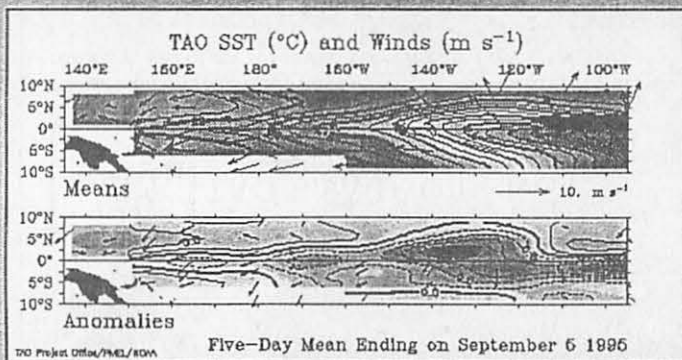 TAO SST (°C) and Winds (m s⁻¹)
140°E 160°E 180° 160°W 140°W 120°W 100°W
10°N
5°N
0°
5°S
10°S
Means
10. m s⁻¹
10°N
5°N
0°
5°S
10°S
Anomalies
0.0
Five-Day Mean Ending on September 6 1995
TAO Project Office/PMEL/NOAA